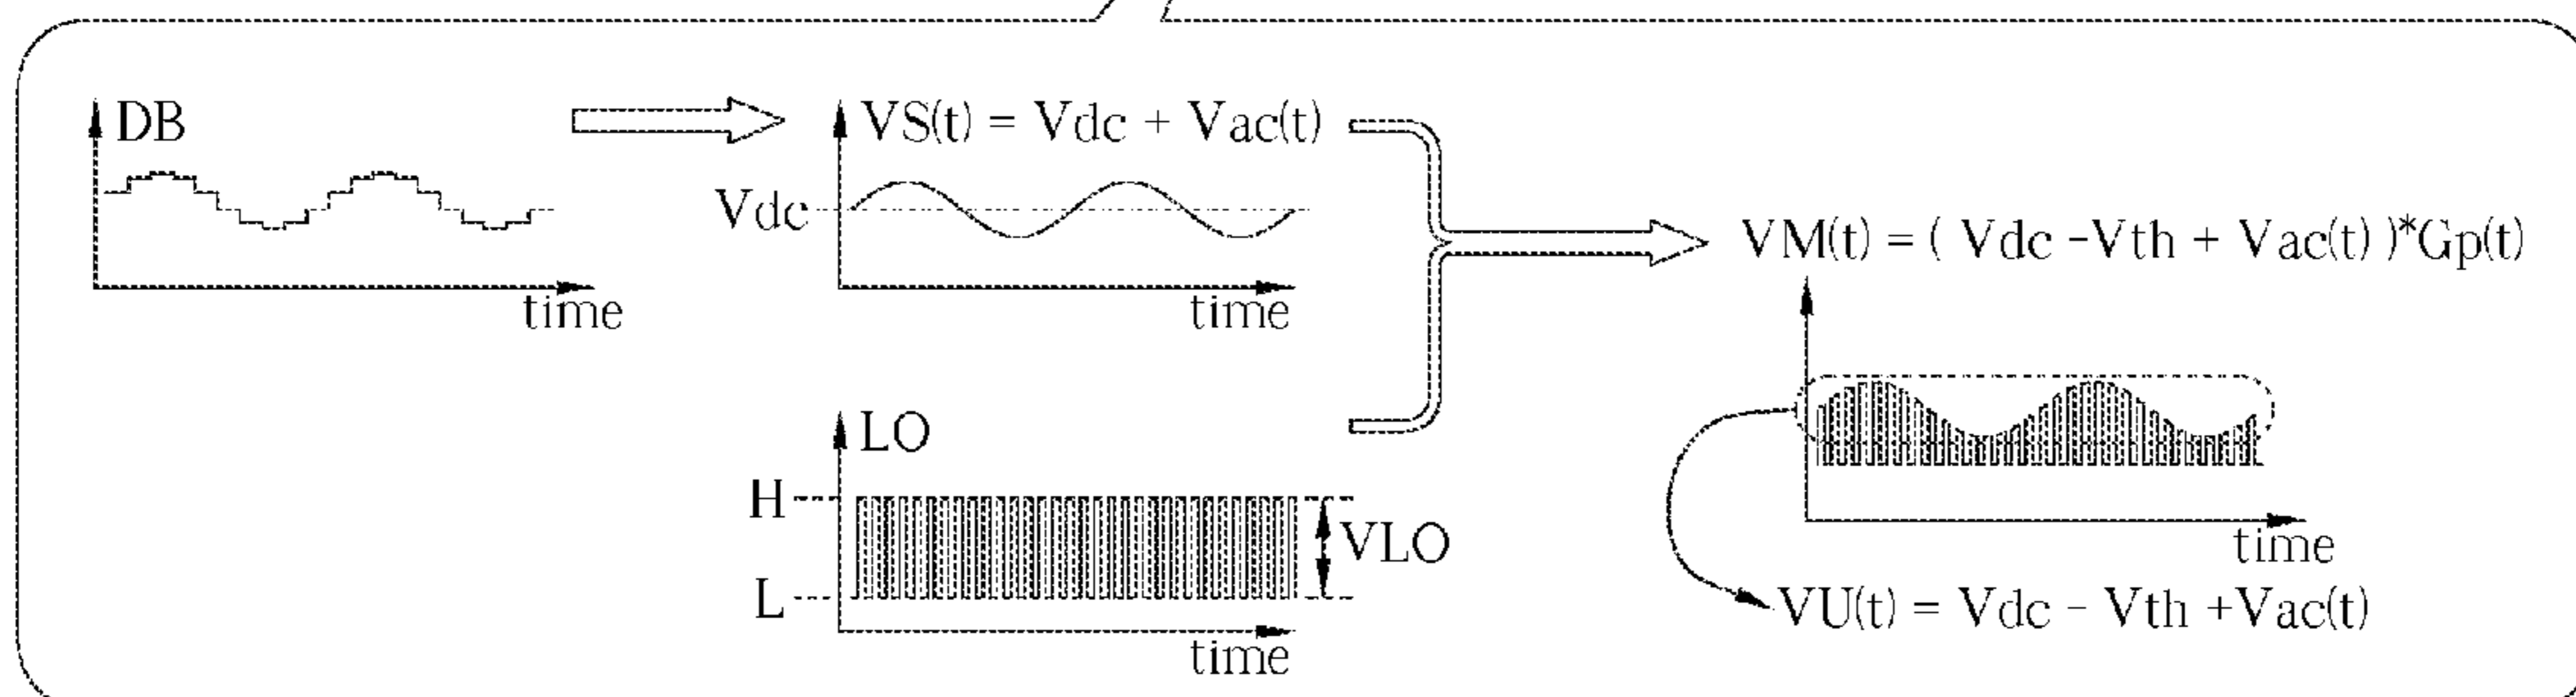 DB
time
VS(t) = Vdc + Vac(t)
Vdc
time
LO
H
L
VLO
time
VM(t) = ( Vdc -Vth + Vac(t) )*Gp(t)
time
VU(t) = Vdc - Vth +Vac(t)